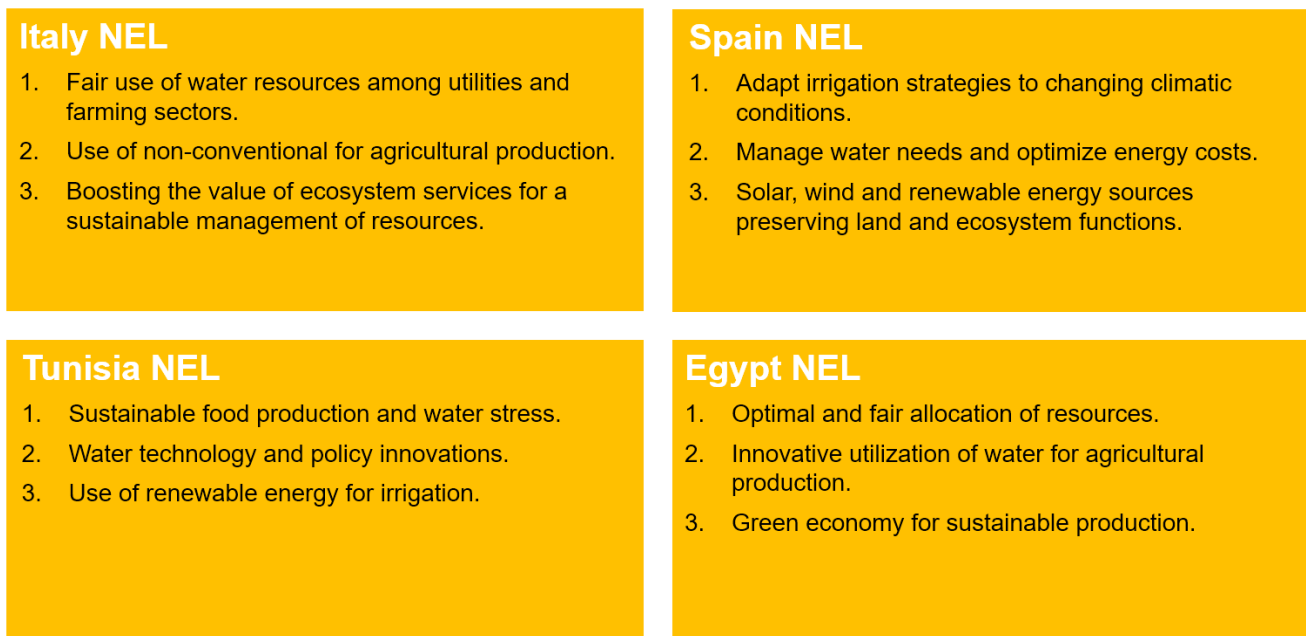 Italy NEL
1. Fair use of water resources among utilities and
farming sectors.
2. Use of non-conventional for agricultural production.
3. Boosting the value of ecosystem services for a
sustainable management of resources.
Spain NEL
1. Adapt irrigation strategies to changing climatic
conditions.
2. Manage water needs and optimize energy costs.
3. Solar, wind and renewable energy sources
preserving land and ecosystem functions.
Tunisia NEL
1. Sustainable food production and water stress.
2. Water technology and policy innovations.
3. Use of renewable energy for irrigation.
Egypt NEL
1. Optimal and fair allocation of resources.
2. Innovative utilization of water for agricultural
production.
3. Green economy for sustainable production.